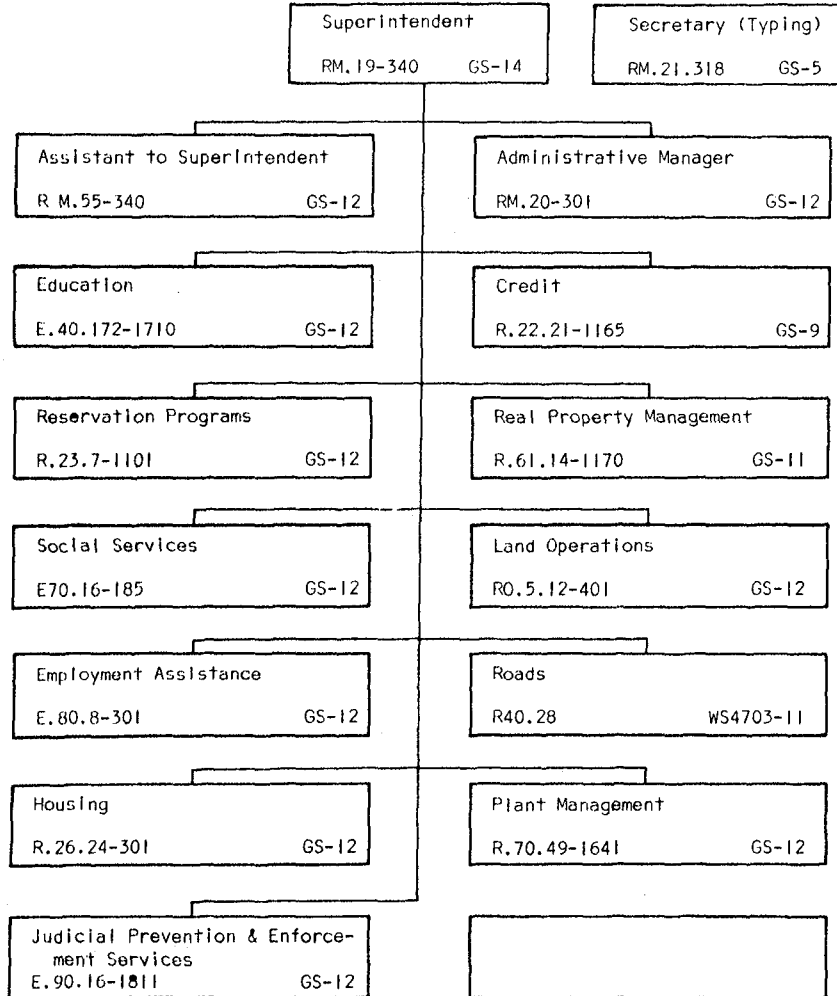 Superintendent
RM.19-340 GS-14
Secretary (Typing)
RM.21.318 GS-5
Assistant to Superintendent
R M.55-340 GS-12
Administrative Manager
RM.20-301 GS-12
Education
E.40.172-1710 GS-12
Credit
R.22.21-1165 GS-9
Reservation Programs
R.23.7-1101 GS-12
Real Property Management
R.61.14-1170 GS-11
Social Services
E70.16-185 GS-12
Land Operations
RO.5.12-401 GS-12
Employment Assistance
E.80.8-301 GS-12
Roads
R40.28 WS4703-11
Housing
R.26.24-301 GS-12
Plant Management
R.70.49-1641 GS-12
Judicial Prevention & Enforce-
ment Services
E.90.16-1811 GS-12